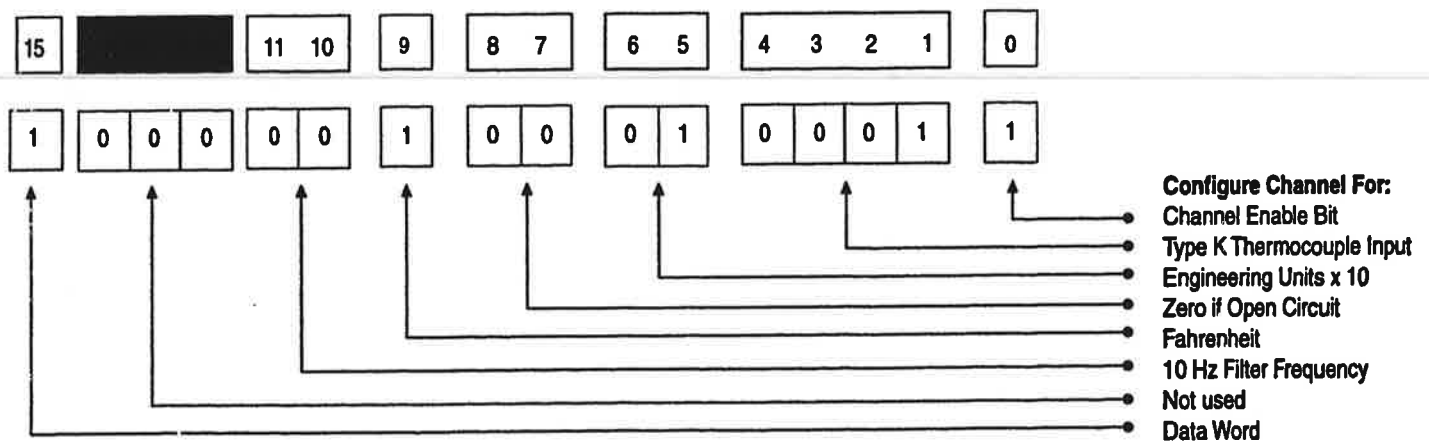 15 11 10 9 8 7 6 5 4 3 2 1 0
1 0 0 0 0 0 1 0 0 0 1 0 0 0 1 1
Configure Channel For:
Channel Enable Bit
Type K Thermocouple Input
Engineering Units x 10
Zero if Open Circuit
Fahrenheit
10 Hz Filter Frequency
Not used
Data Word